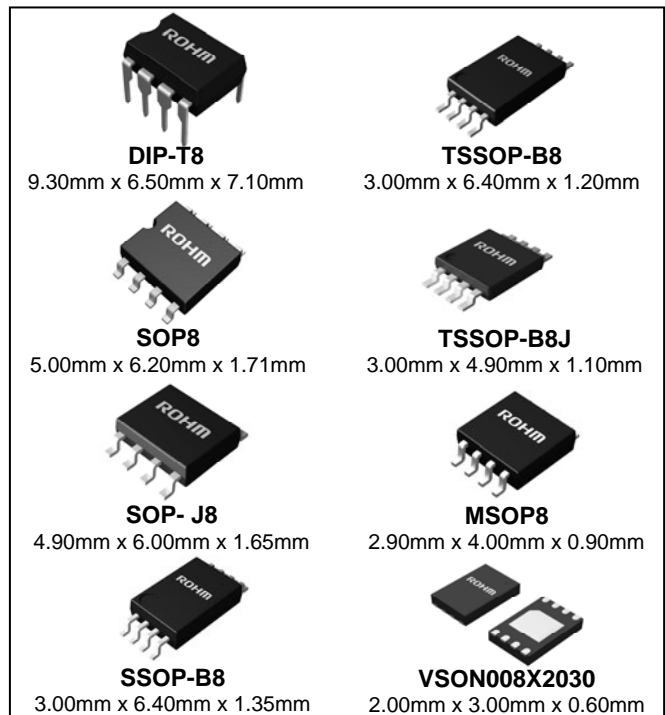 ROHM
DIP-T8
9.30mm x 6.50mm x 7.10mm
ROHM
TSSOP-B8
3.00mm x 6.40mm x 1.20mm
ROHM
SOP8
5.00mm x 6.20mm x 1.71mm
ROHM
TSSOP-B8J
3.00mm x 4.90mm x 1.10mm
ROHM
SOP- J8
4.90mm x 6.00mm x 1.65mm
ROHM
MSOP8
2.90mm x 4.00mm x 0.90mm
ROHM
SSOP-B8
3.00mm x 6.40mm x 1.35mm
ROHM
VSON008X2030
2.00mm x 3.00mm x 0.60mm